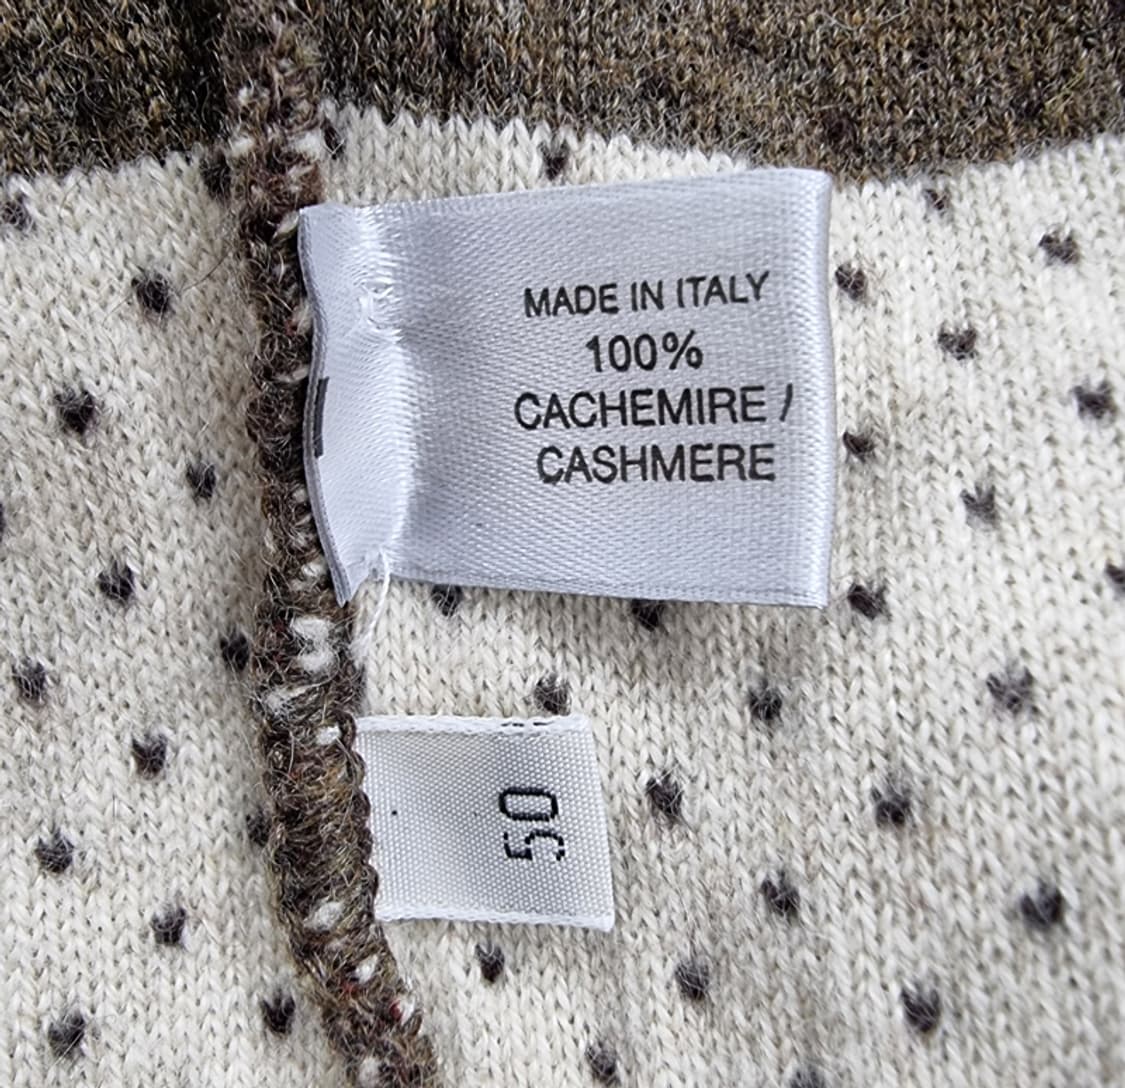 MADE IN ITALY
100%
CACHEMIRE /
CASHMERE
50